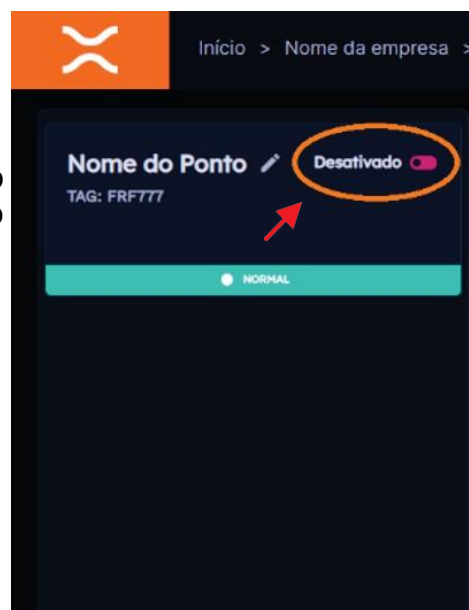 Início > Nome da empresa >
Nome do Ponto
Desativado
TAG: FRF777
o
o
NORMAL